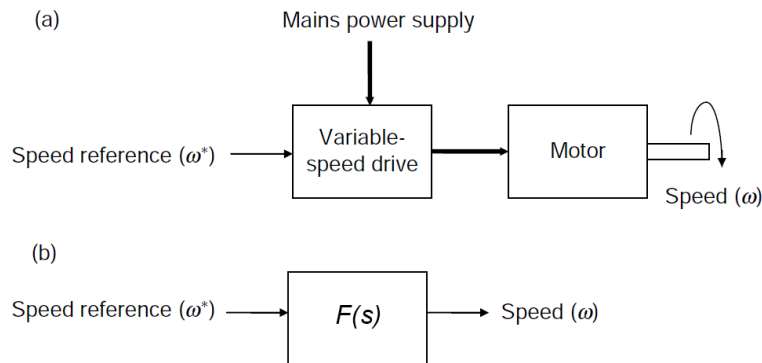 (a)
Mains power supply
Speed reference (ω*)
Variable-
speed drive
Motor
Speed (ω)
(b)
Speed reference (ω*)
F(s)
Speed (ω)